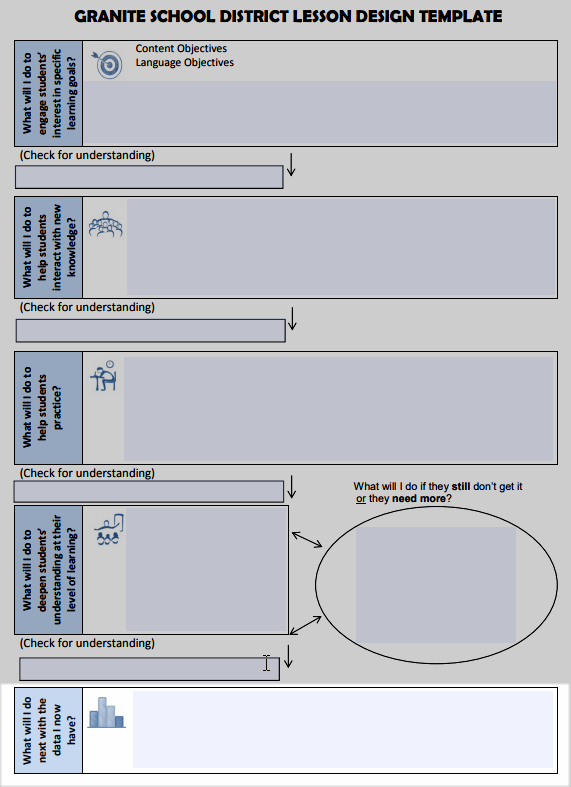 GRANITE SCHOOL DISTRICT LESSON DESIGN TEMPLATE
What will I do to
engage students'
interest in specific
learning goals?
Content Objectives
Language Objectives
(Check for understanding)
What will I do to
help students
interact with new
knowledge?
(Check for understanding)
What will I do to
help students
practice?
(Check for understanding)
What will I do if they still don't get it
or they need more?
What will I do to
deepen students'
understanding at their
level of learning?
(Check for understanding)
What will I do
next with the
data I now
have?